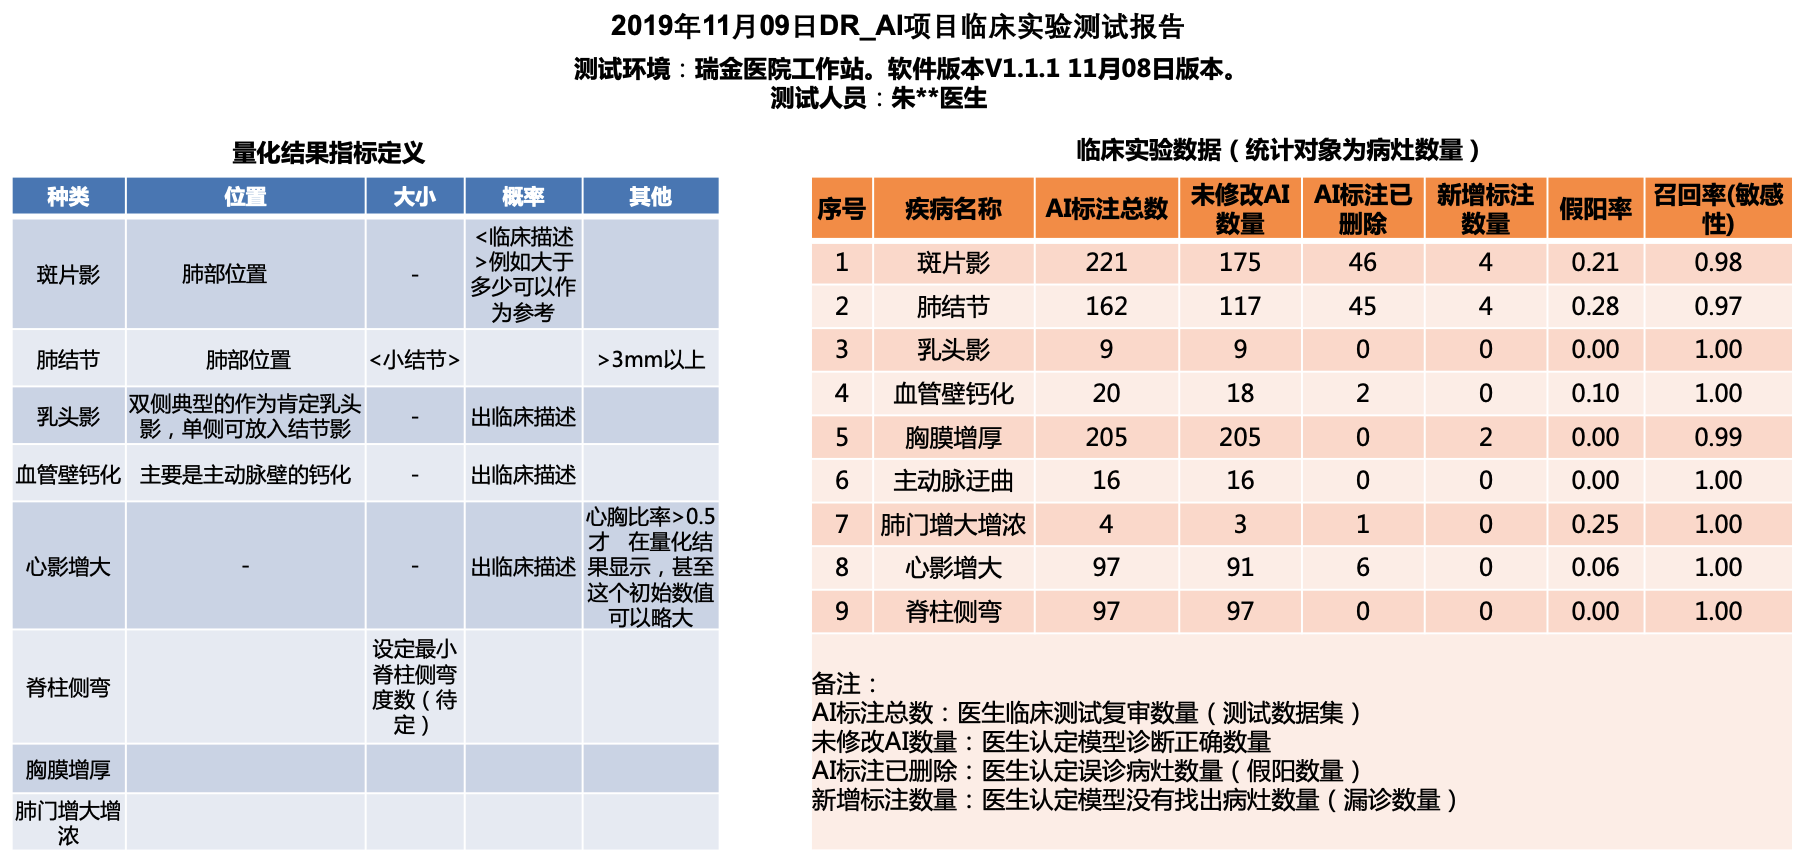 2019年11月09日DR_AI项目临床实验测试报告
测试环境：瑞金医院工作站。软件版本V1.1.1 11月08日版本。
测试人员：朱**医生
量化结果指标定义
种类 位置 大小 概率 其他
斑片影 肺部位置 - <临床描述
>例如大于
多少可以作
为参考
肺结节 肺部位置 <小结节> >3mm以上
乳头影 双侧典型的作为肯定乳头
影，单侧可放入结节影 - 出临床描述
血管壁钙化 主要是主动脉壁的钙化 - 出临床描述
心影增大 - - 出临床描述 心胸比率>0.5
才 在量化结
果显示，甚至
这个初始数值
可以略大
脊柱侧弯 设定最小
脊柱侧弯
度数（待
定）
胸膜增厚
肺门增大增
浓
临床实验数据（统计对象为病灶数量）
序号 疾病名称 AI标注总数 未修改AI
数量 AI标注已
删除 新增标注
数量 假阳率 召回率(敏感
性)
1 斑片影 221 175 46 4 0.21 0.98
2 肺结节 162 117 45 4 0.28 0.97
3 乳头影 9 9 0 0 0.00 1.00
4 血管壁钙化 20 18 2 0 0.10 1.00
5 胸膜增厚 205 205 0 2 0.00 0.99
6 主动脉迂曲 16 16 0 0 0.00 1.00
7 肺门增大增浓 4 3 1 0 0.25 1.00
8 心影增大 97 91 6 0 0.06 1.00
9 脊柱侧弯 97 97 0 0 0.00 1.00
备注：
AI标注总数：医生临床测试复审数量（测试数据集）
未修改AI数量：医生认定模型诊断正确数量
AI标注已删除：医生认定误诊病灶数量（假阳数量）
新增标注数量：医生认定模型没有找出病灶数量（漏诊数量）